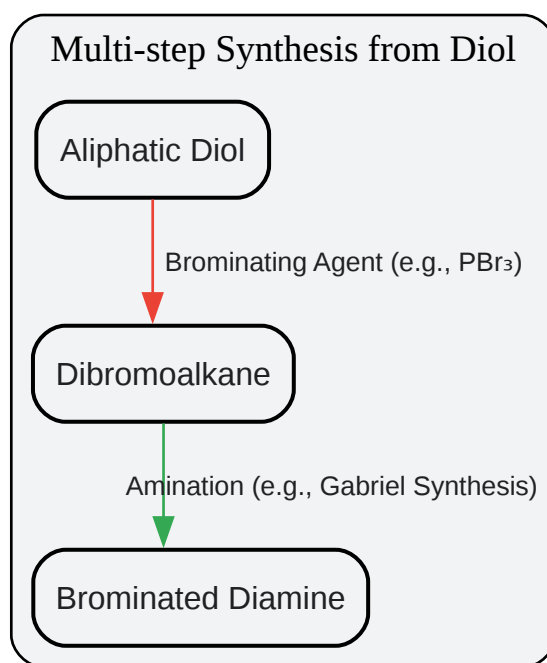 Multi-step Synthesis from Diol
Aliphatic Diol
Brominating Agent (e.g., PBr₃)
Dibromoalkane
Amination (e.g., Gabriel Synthesis)
Brominated Diamine